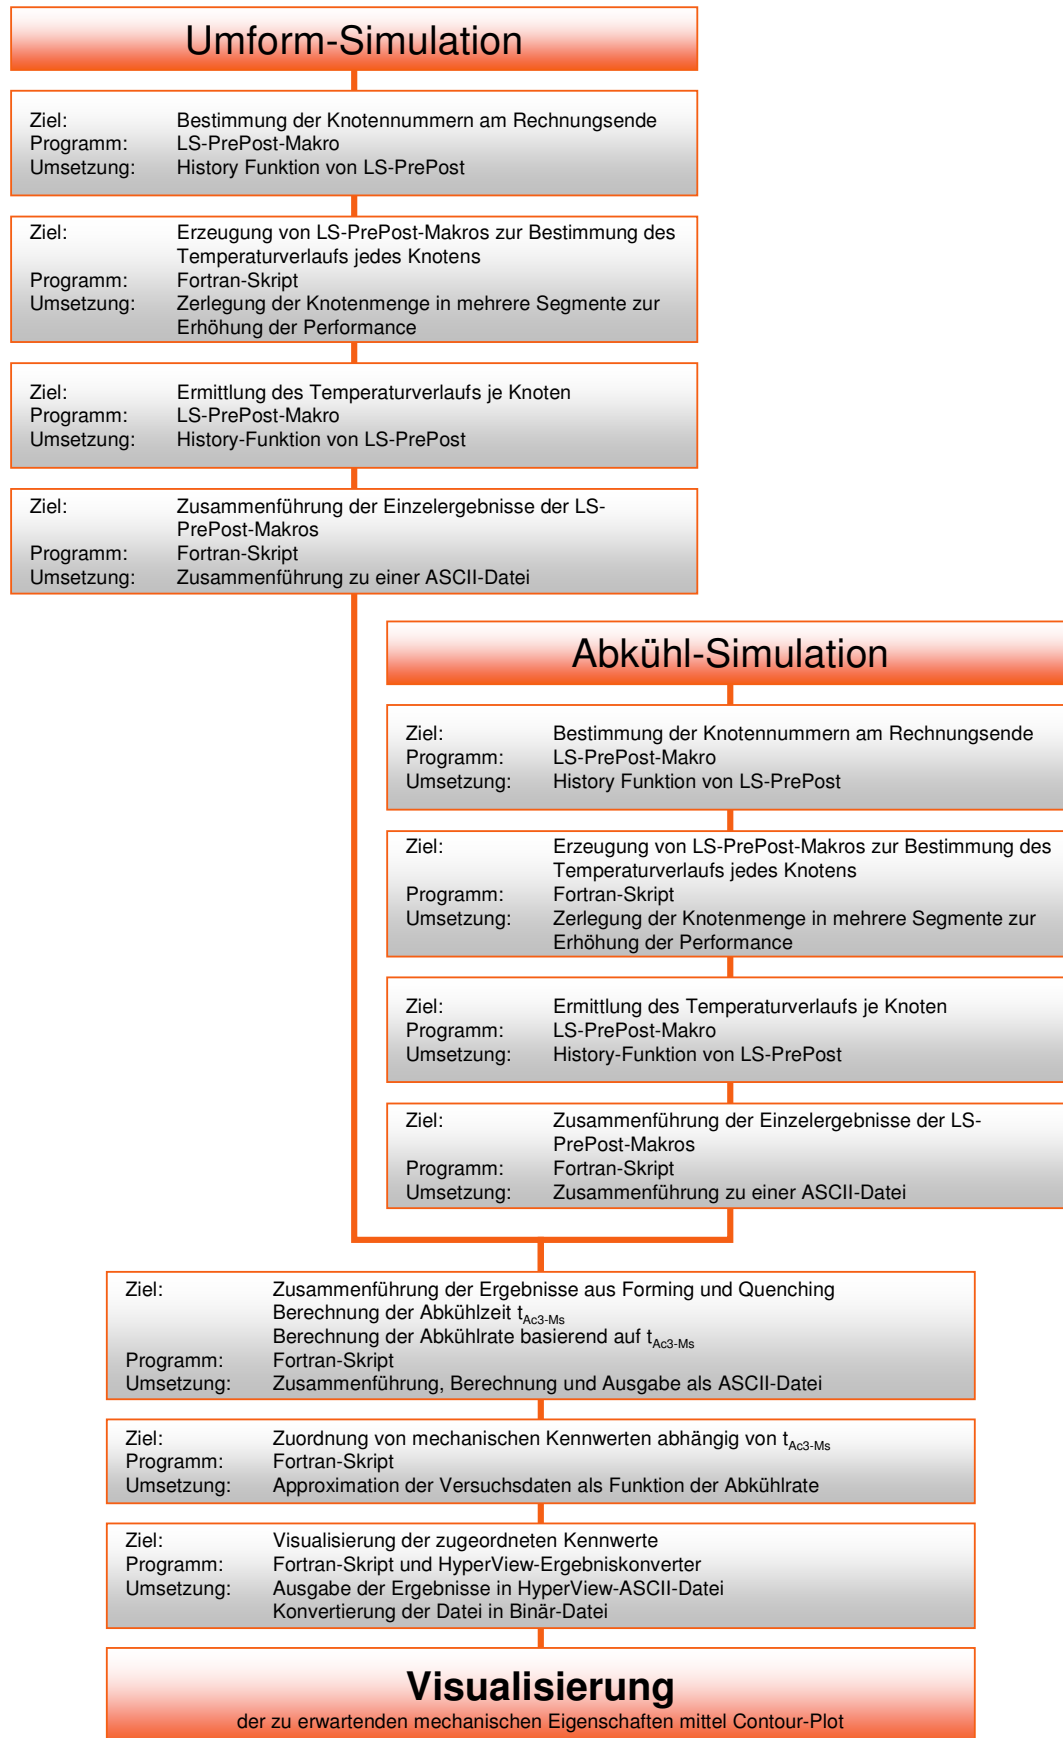 Umform-Simulation
Ziel: Bestimmung der Knotennummern am Rechnungsende
Programm: LS-PrePost-Makro
Umsetzung: History Funktion von LS-PrePost
Ziel: Erzeugung von LS-PrePost-Makros zur Bestimmung des
Temperaturverlaufs jedes Knotens
Programm: Fortran-Skript
Umsetzung: Zerlegung der Knotenmenge in mehrere Segmente zur
Erhöhung der Performance
Ziel: Ermittlung des Temperaturverlaufs je Knoten
Programm: LS-PrePost-Makro
Umsetzung: History-Funktion von LS-PrePost
Ziel: Zusammenführung der Einzelergebnisse der LS-
PrePost-Makros
Programm: Fortran-Skript
Umsetzung: Zusammenführung zu einer ASCII-Datei
Abkühl-Simulation
Ziel: Bestimmung der Knotennummern am Rechnungsende
Programm: LS-PrePost-Makro
Umsetzung: History Funktion von LS-PrePost
Ziel: Erzeugung von LS-PrePost-Makros zur Bestimmung des
Temperaturverlaufs jedes Knotens
Programm: Fortran-Skript
Umsetzung: Zerlegung der Knotenmenge in mehrere Segmente zur
Erhöhung der Performance
Ziel: Ermittlung des Temperaturverlaufs je Knoten
Programm: LS-PrePost-Makro
Umsetzung: History-Funktion von LS-PrePost
Ziel: Zusammenführung der Einzelergebnisse der LS-
PrePost-Makros
Programm: Fortran-Skript
Umsetzung: Zusammenführung zu einer ASCII-Datei
Ziel: Zusammenführung der Ergebnisse aus Forming und Quenching
Berechnung der Abkühlzeit tAc3-Ms
Berechnung der Abkühlrate basierend auf tAc3-Ms
Programm: Fortran-Skript
Umsetzung: Zusammenführung, Berechnung und Ausgabe als ASCII-Datei
Ziel: Zuordnung von mechanischen Kennwerten abhängig von tAc3-Ms
Programm: Fortran-Skript
Umsetzung: Approximation der Versuchsdaten als Funktion der Abkühlrate
Ziel: Visualisierung der zugeordneten Kennwerte
Programm: Fortran-Skript und HyperView-Ergebniskonverter
Umsetzung: Ausgabe der Ergebnisse in HyperView-ASCII-Datei
Konvertierung der Datei in Binär-Datei
Visualisierung
der zu erwartenden mechanischen Eigenschaften mittel Contour-Plot